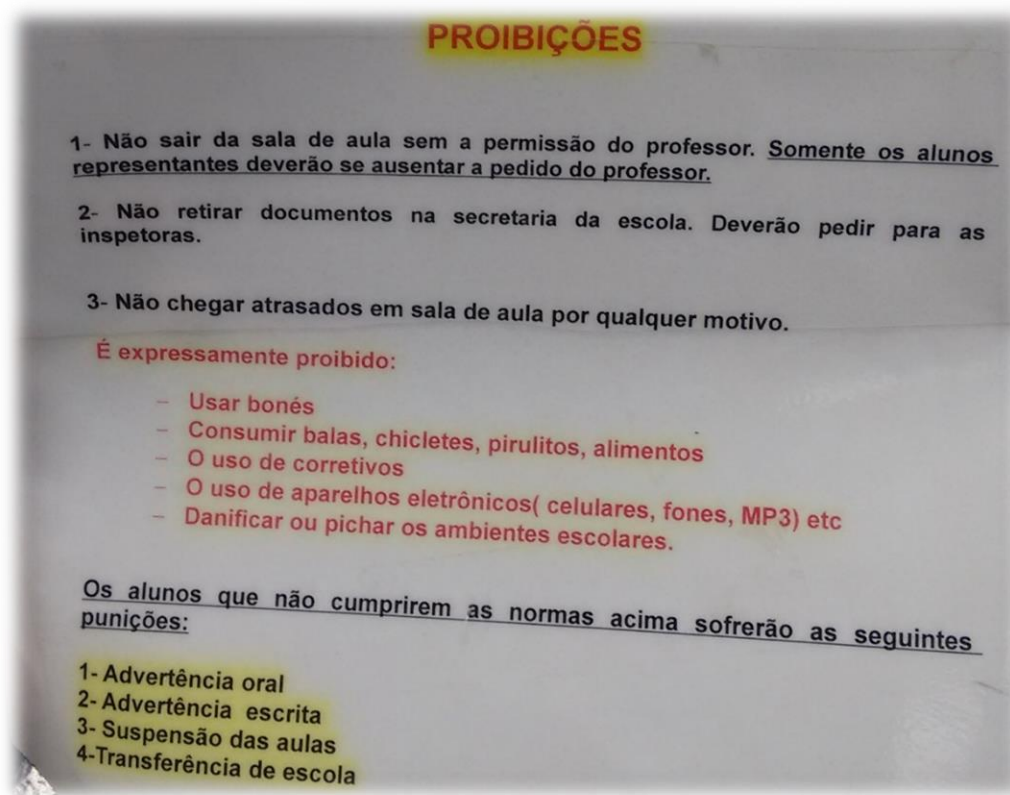 PROIBIÇÕES
1- Não sair da sala de aula sem a permissão do professor. Somente os alunos
representantes deverão se ausentar a pedido do professor.
2- Não retirar documentos na secretaria da escola. Deverão pedir para as
inspetoras.
3- Não chegar atrasados em sala de aula por qualquer motivo.
É expressamente proibido:
– Usar bonés
– Consumir balas, chicletes, pirulitos, alimentos
– O uso de corretivos
– O uso de aparelhos eletrônicos( celulares, fones, MP3) etc
– Danificar ou pichar os ambientes escolares.
Os alunos que não cumprirem as normas acima sofrerão as seguintes
punições:
1- Advertência oral
2- Advertência escrita
3- Suspensão das aulas
4-Transferência de escola